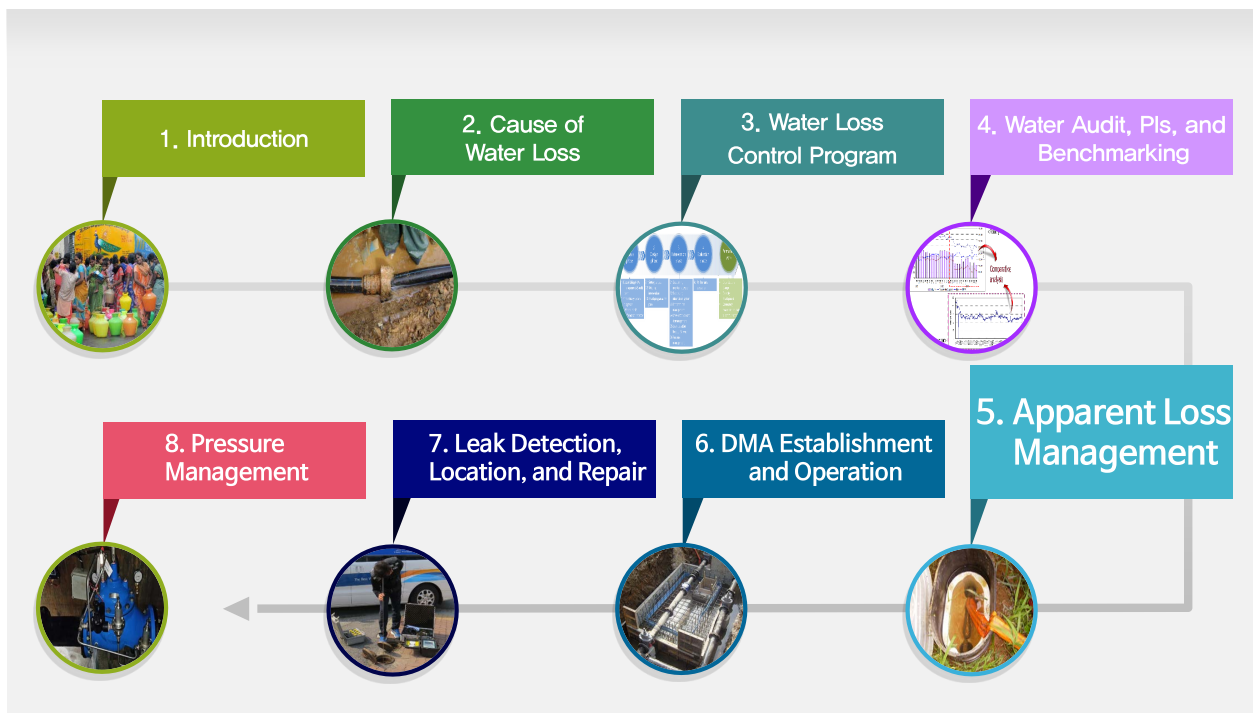 1. Introduction
2. Cause of
Water Loss
3. Water Loss
Control Program
4. Water Audit, PIs, and
Benchmarking
Comparative
analysis
5. Apparent Loss
Management
6. DMA Establishment
and Operation
7. Leak Detection,
Location, and Repair
8. Pressure
Management